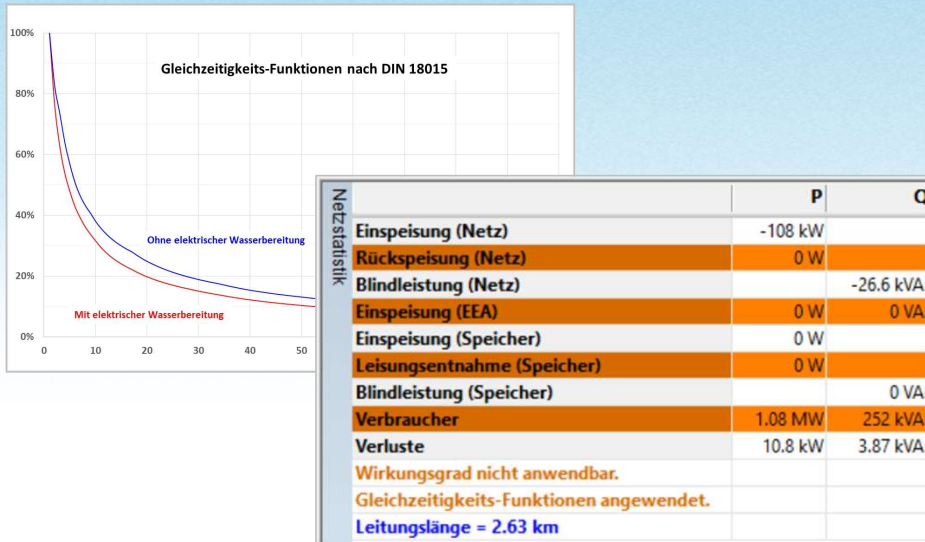 Gleichzeitigkeits-Funktionen nach DIN 18015
100%
80%
60%
40%
20%
0%
0 10 20 30 40 50
Ohne elektrischer Wasserbereitung
Mit elektrischer Wasserbereitung
Netzstatistik
P Q
Einspeisung (Netz) -108 kW
Rückspeisung (Netz) 0 W
Blindleistung (Netz) -26.6 kVA
Einspeisung (EEA) 0 W 0 VA
Einspeisung (Speicher) 0 W
Leisungsentnahme (Speicher) 0 W
Blindleistung (Speicher) 0 VA
Verbraucher 1.08 MW 252 kVA
Verluste 10.8 kW 3.87 kVA
Wirkungsgrad nicht anwendbar.
Gleichzeitigkeits-Funktionen angewendet.
Leitungslänge = 2.63 km